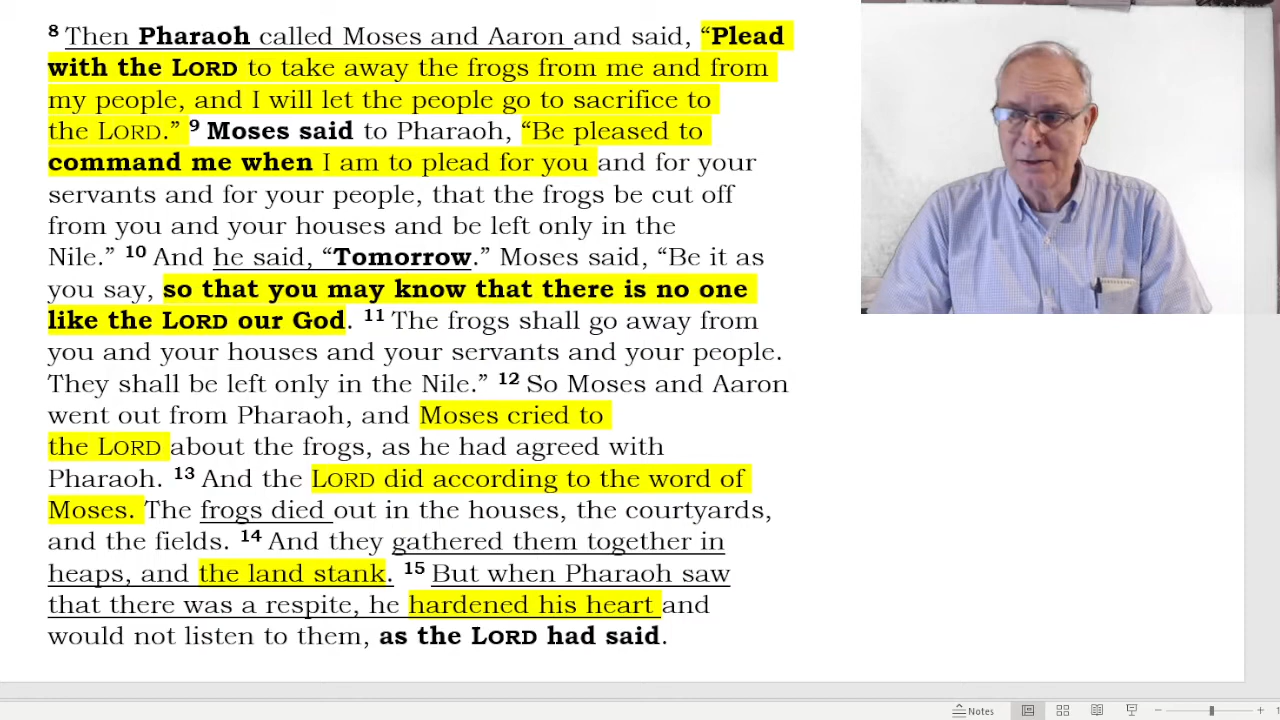 8 Then Pharaoh called Moses and Aaron and said, “Plead
with the LORD to take away the frogs from me and from
my people, and I will let the people go to sacrifice to
the LORD.” 9 Moses said to Pharaoh, “Be pleased to
command me when I am to plead for you and for your
servants and for your people, that the frogs be cut off
from you and your houses and be left only in the
Nile.” 10 And he said, “Tomorrow.” Moses said, “Be it as
you say, so that you may know that there is no one
like the LORD our God. 11 The frogs shall go away from
you and your houses and your servants and your people.
They shall be left only in the Nile.” 12 So Moses and Aaron
went out from Pharaoh, and Moses cried to
the LORD about the frogs, as he had agreed with
Pharaoh. 13 And the LORD did according to the word of
Moses. The frogs died out in the houses, the courtyards,
and the fields. 14 And they gathered them together in
heaps, and the land stank. 15 But when Pharaoh saw
that there was a respite, he hardened his heart and
would not listen to them, as the LORD had said.
Notes